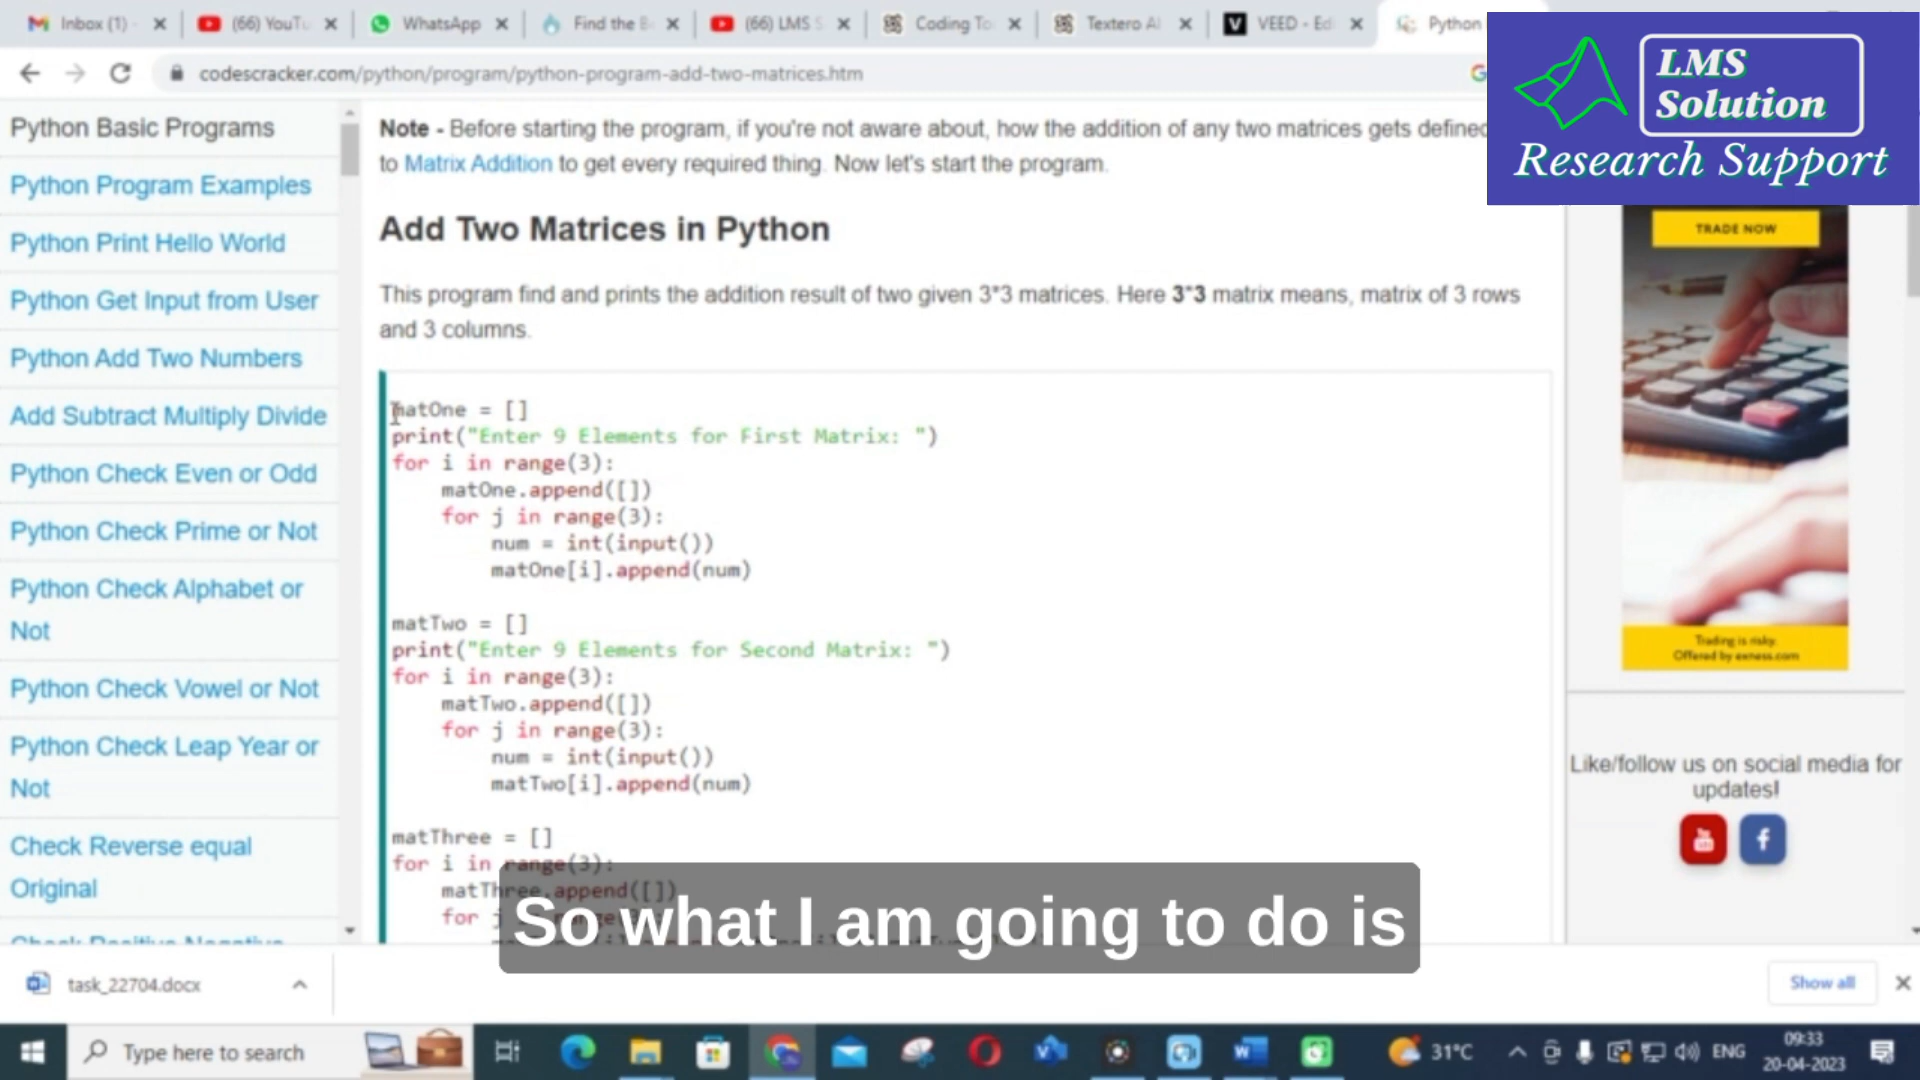 Inbox (1)
(66) YouTu
WhatsApp
Find the B
(66) LMS S
Coding To
Textero AI
VEED - Edi
Python
codescracker.com/python/program/python-program-add-two-matrices.htm
LMS
Solution
Research Support
Python Basic Programs
Python Program Examples
Python Print Hello World
Python Get Input from User
Python Add Two Numbers
Add Subtract Multiply Divide
Python Check Even or Odd
Python Check Prime or Not
Python Check Alphabet or
Not
Python Check Vowel or Not
Python Check Leap Year or
Not
Check Reverse equal
Original
Note - Before starting the program, if you're not aware about, how the addition of any two matrices gets defined
to Matrix Addition to get every required thing. Now let's start the program.
Add Two Matrices in Python
This program find and prints the addition result of two given 3*3 matrices. Here 3*3 matrix means, matrix of 3 rows
and 3 columns.
matOne = []
print("Enter 9 Elements for First Matrix: ")
for i in range(3):
    matOne.append([])
    for j in range(3):
        num = int(input())
        matOne[i].append(num)
matTwo = []
print("Enter 9 Elements for Second Matrix: ")
for i in range(3):
    matTwo.append([])
    for j in range(3):
        num = int(input())
        matTwo[i].append(num)
matThree = []
for i in range(3):
    matThree.append([])
    for j
So what I am going to do is
TRADE NOW
Trading is risky.
Offered by exness.com
Like/follow us on social media for
updates!
task_22704.docx
Show all
Type here to search
31°C
ENG
09:33
20-04-2023